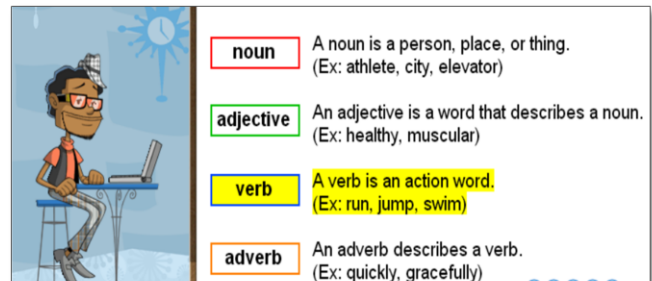 noun
A noun is a person, place, or thing.
(Ex: athlete, city, elevator)
adjective
An adjective is a word that describes a noun.
(Ex: healthy, muscular)
verb
A verb is an action word.
(Ex: run, jump, swim)
adverb
An adverb describes a verb.
(Ex: quickly, gracefully)